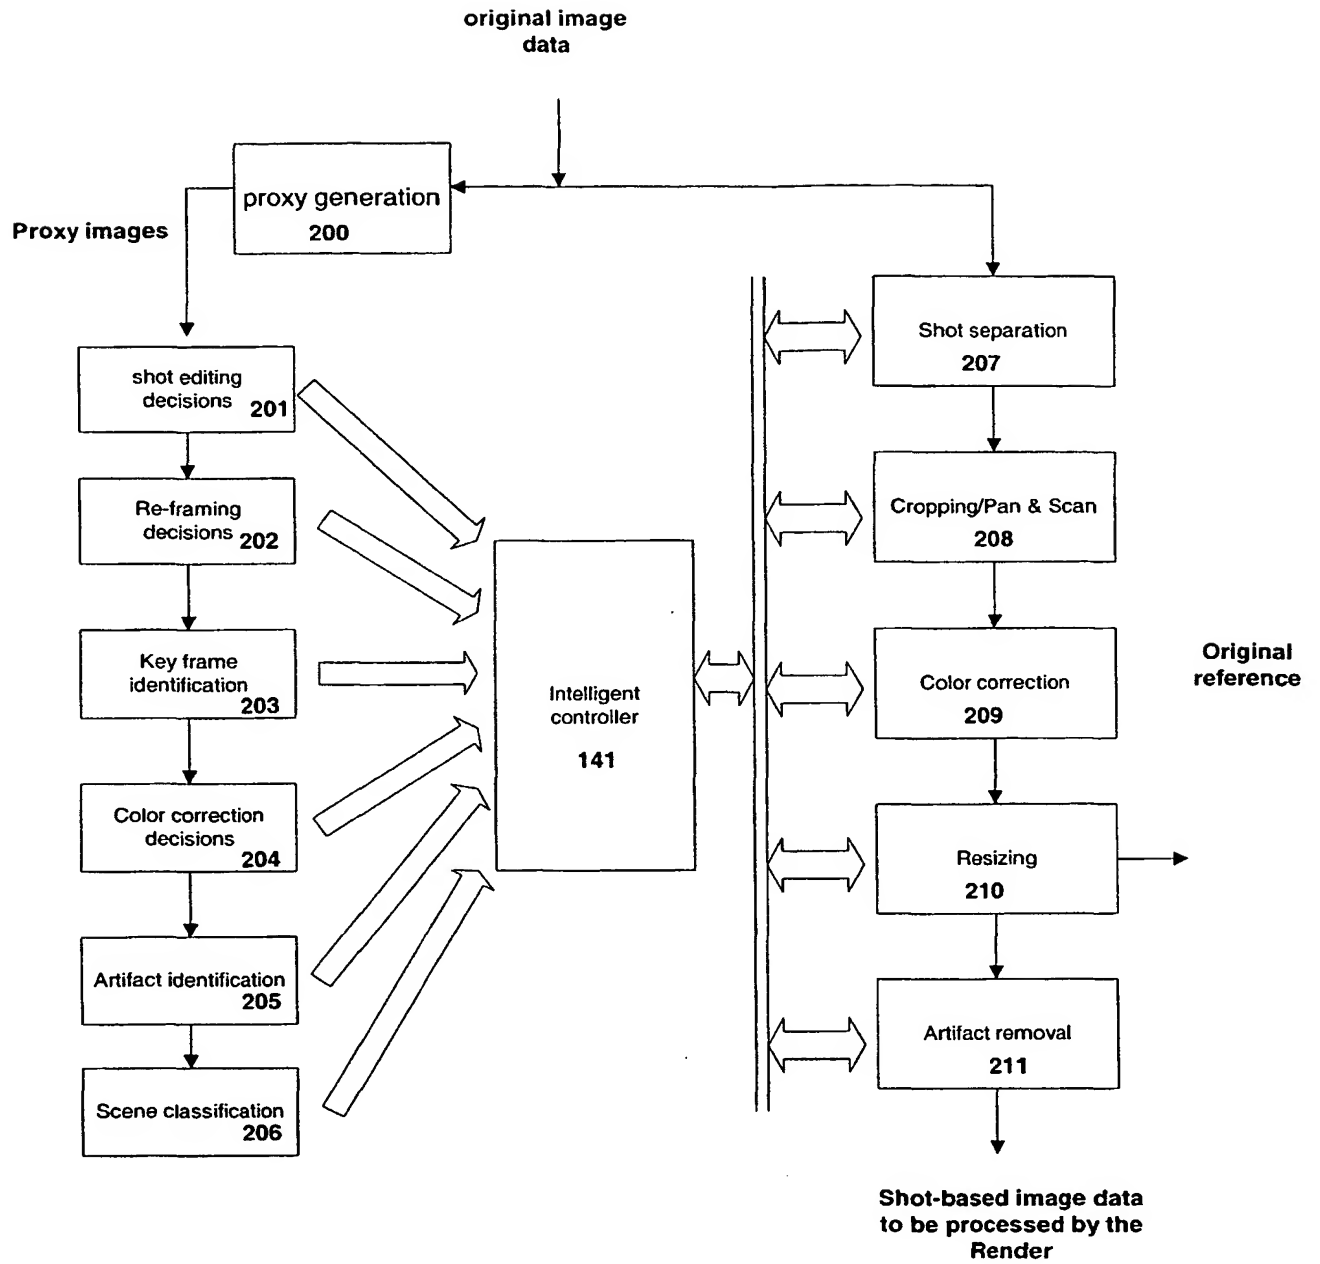 original image
data
proxy generation
200
Proxy images
shot editing
decisions 201
Re-framing
decisions 202
Key frame
identification
203
Color correction
decisions
204
Artifact identification
205
Scene classification
206
Intelligent
controller
141
Shot separation
207
Cropping/Pan & Scan
208
Color correction
209
Resizing
210
Artifact removal
211
Original
reference
Shot-based image data
to be processed by the
Render